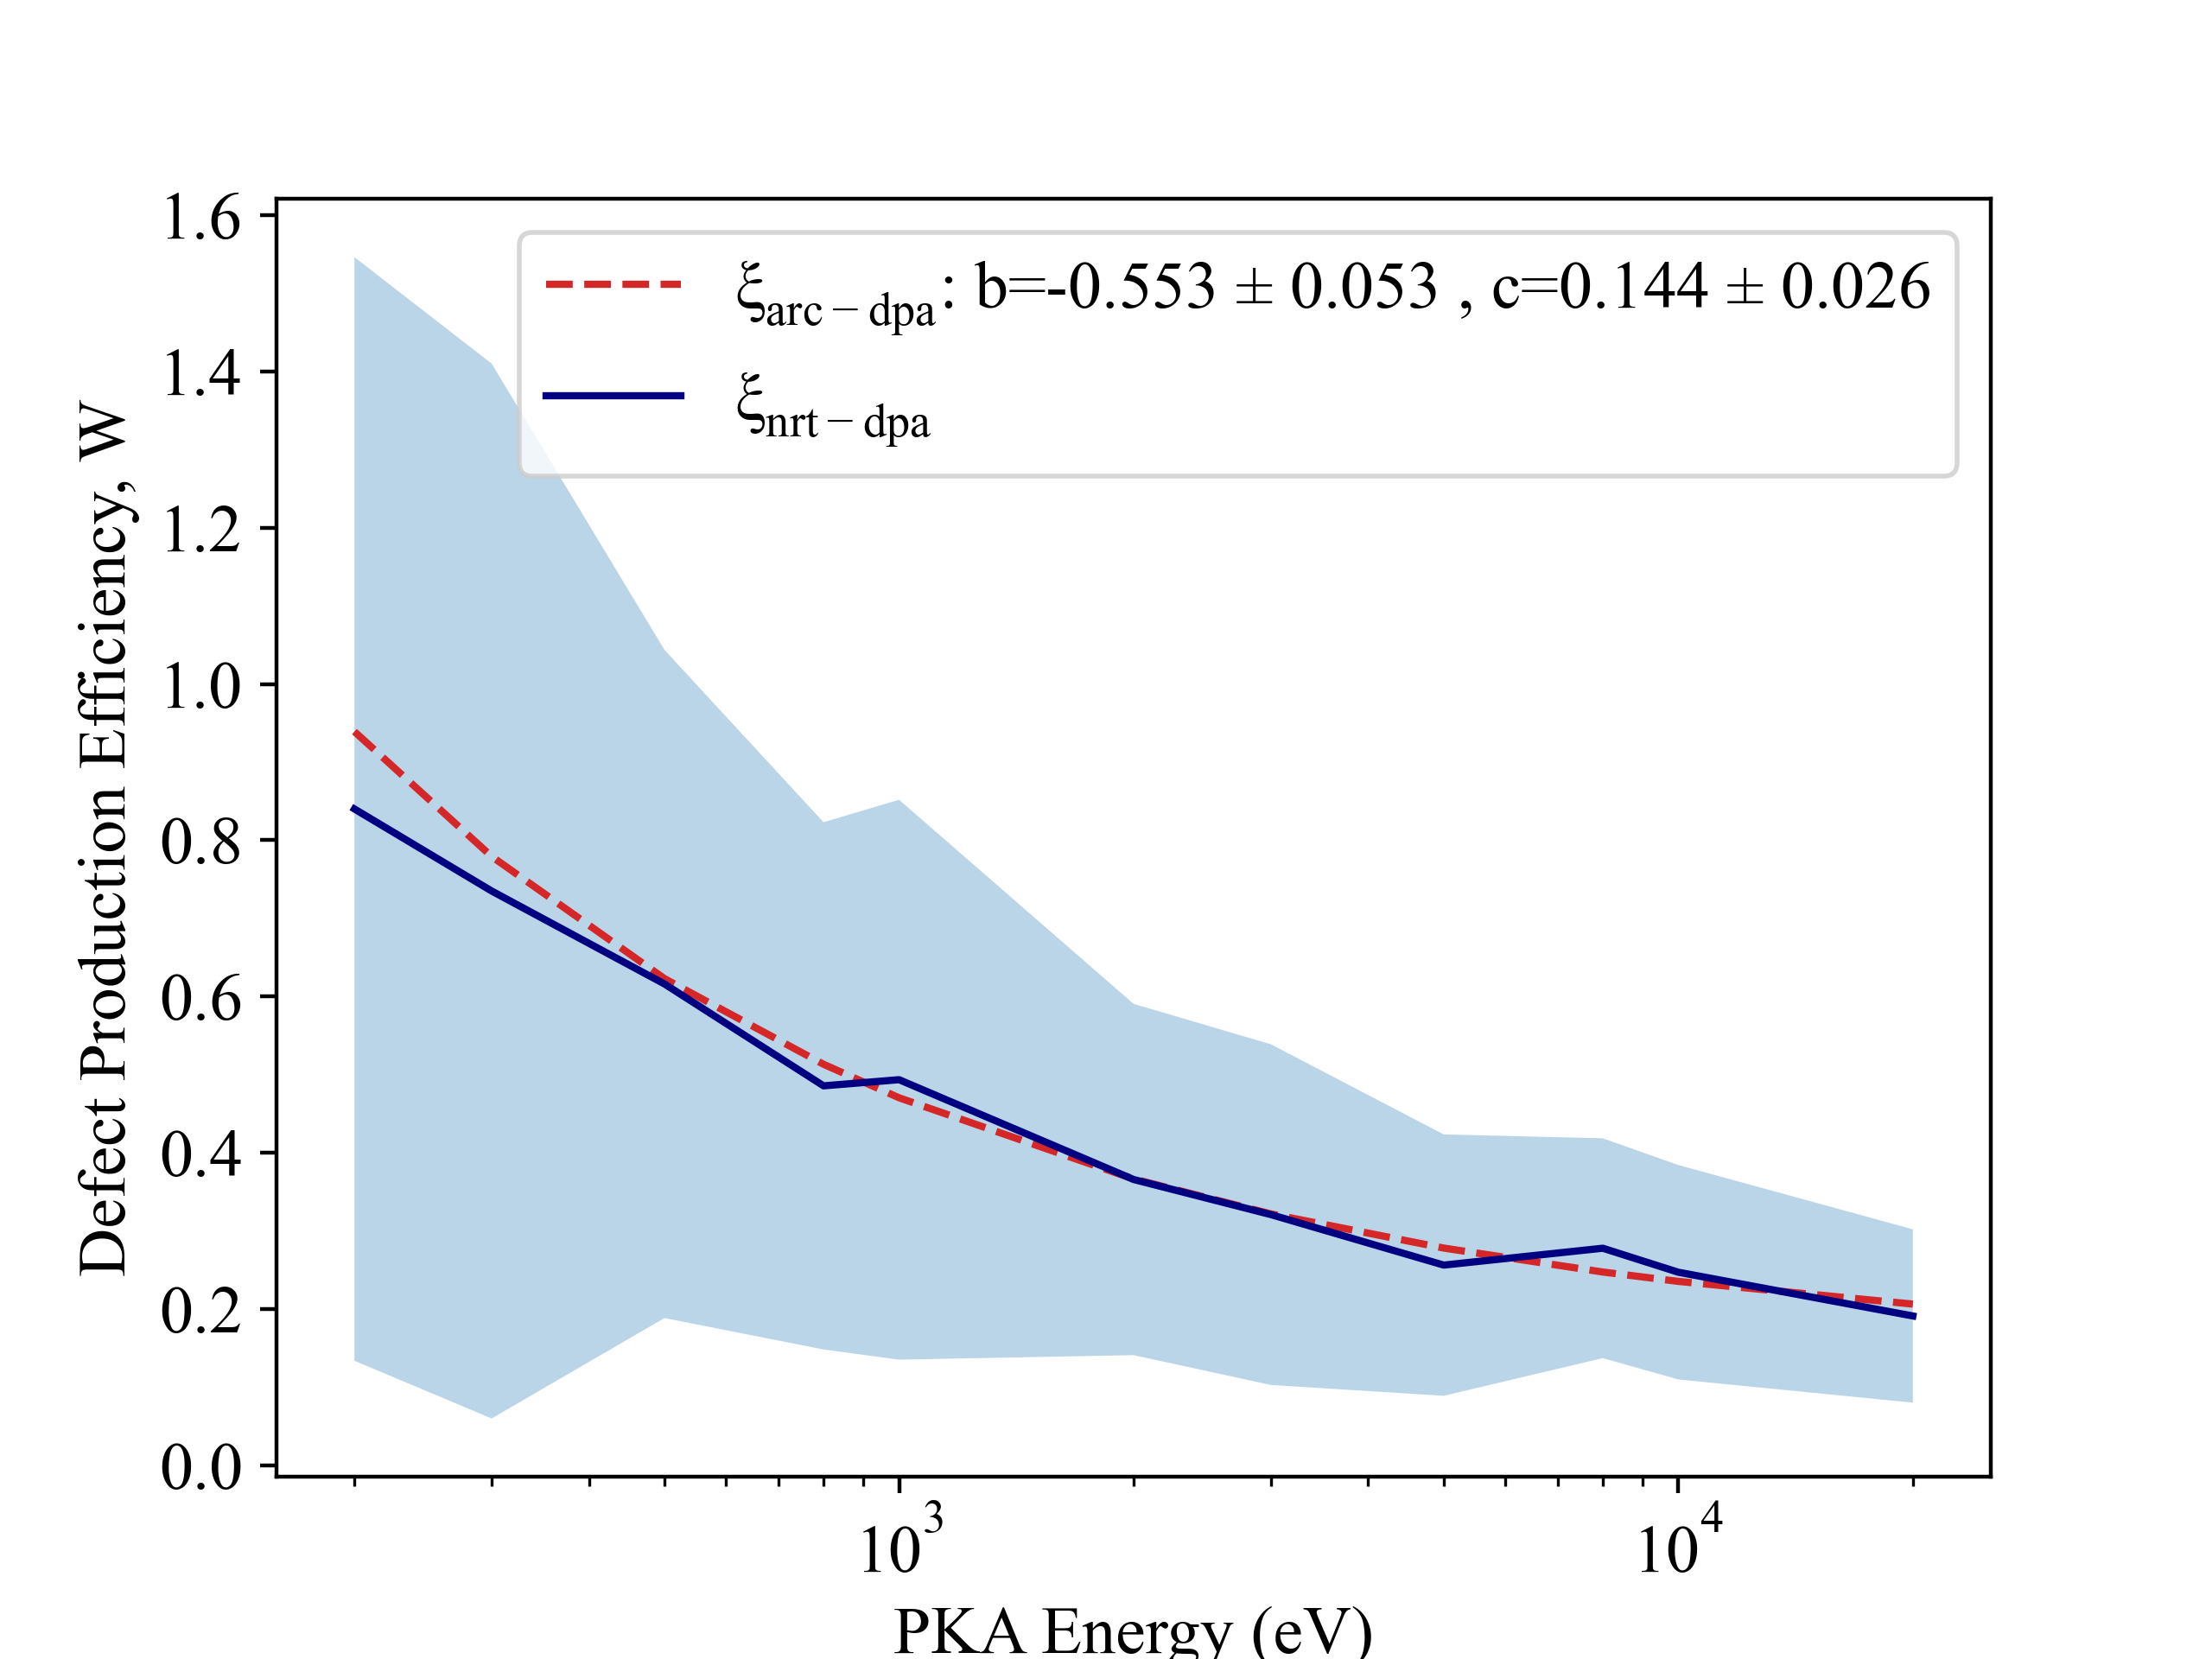 ξarc − dpa: b=-0.553 ± 0.053 , c=0.144 ± 0.026
ξnrt − dpa
Defect Production Efficiency, W
1.6
1.4
1.2
1.0
0.8
0.6
0.4
0.2
0.0
10³
10⁴
PKA Energy (eV)